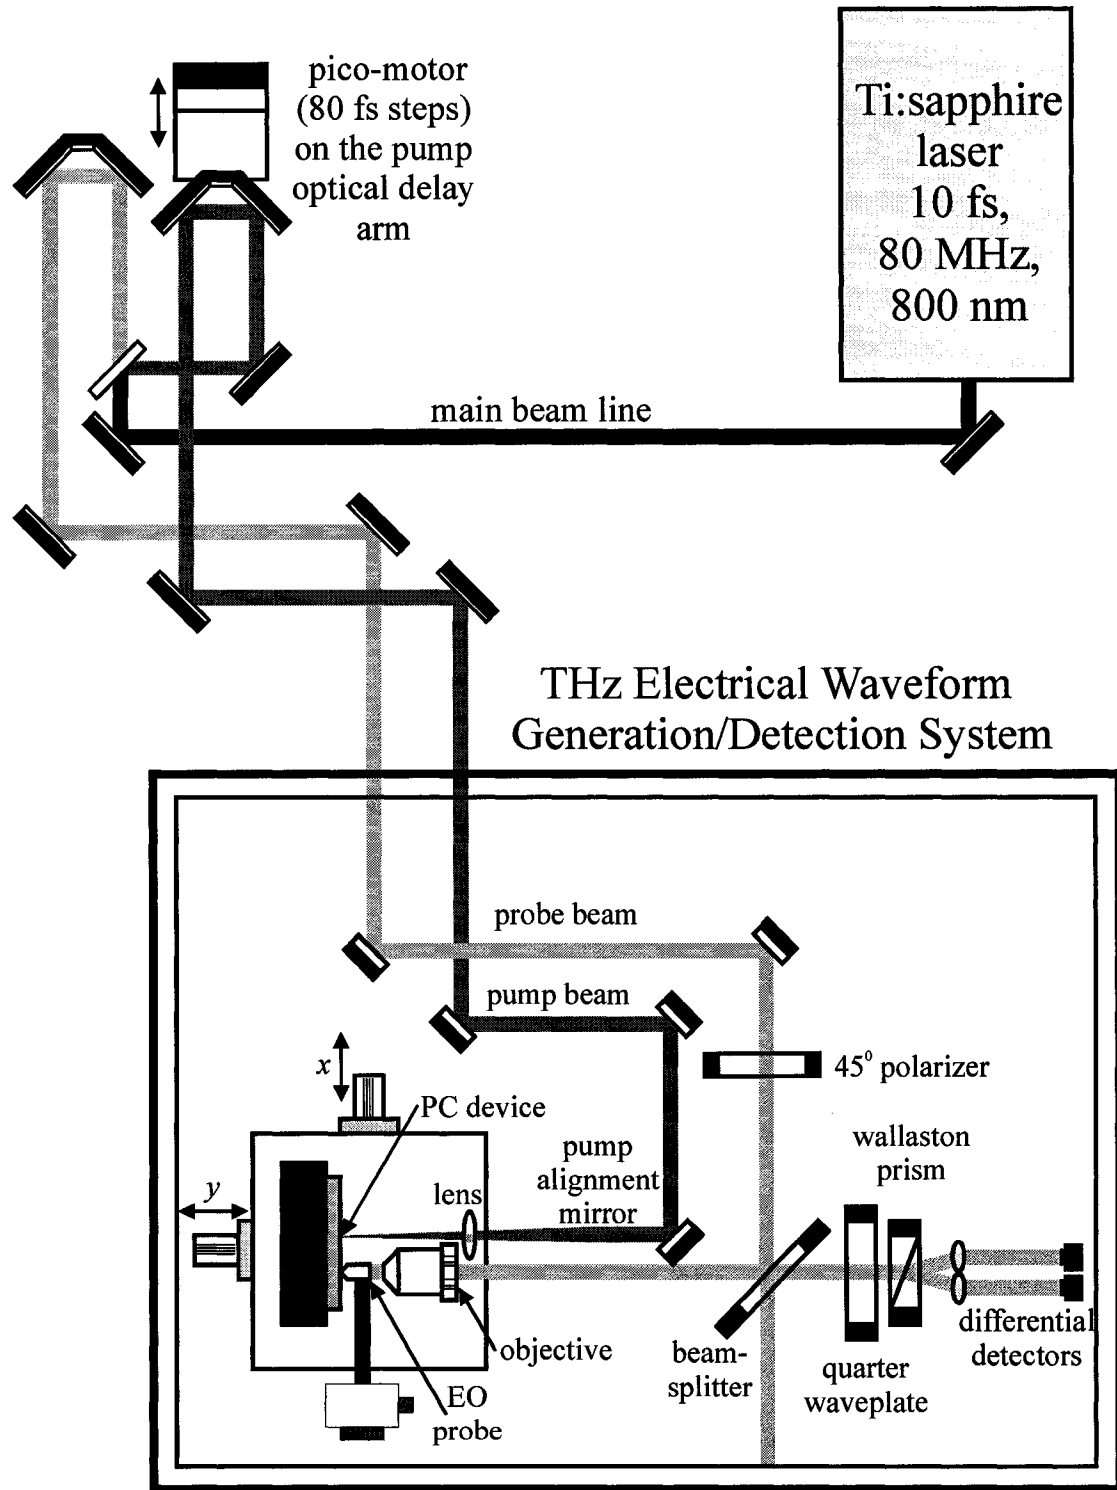 pico-motor
(80 fs steps)
on the pump
optical delay
arm
Ti:sapphire
laser
10 fs,
80 MHz,
800 nm
main beam line
THz Electrical Waveform
Generation/Detection System
probe beam
pump beam
45⁰ polarizer
x
PC device
wallaston
prism
pump
alignment
mirror
lens
y
objective
EO
probe
beam-
splitter
quarter
waveplate
differential
detectors